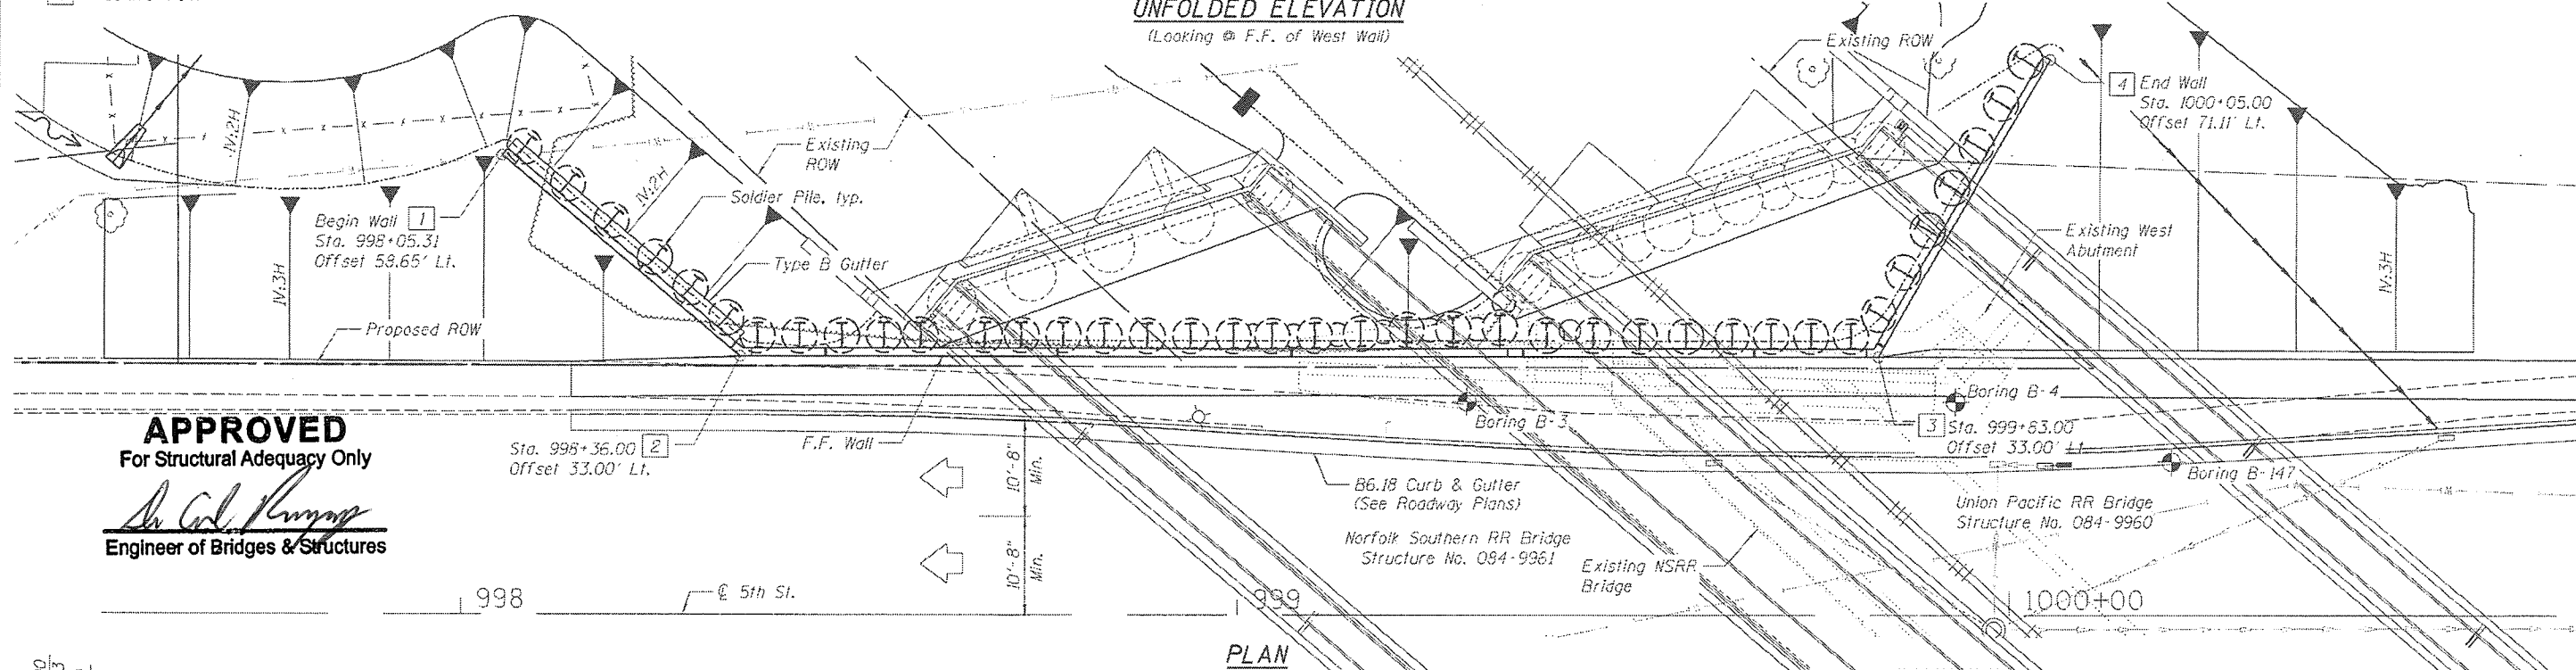 UNFOLDED ELEVATION
(Looking @ F.F. of West Wall)
Existing ROW
4 End Wall
Sta. 1000+05.00
Offset 71.11' Lt.
1V:2H
Existing
ROW
1V:2H
Soldier Pile, typ.
Begin Wall 1
Sta. 998+05.31
Offset 58.65' Lt.
Existing West
Abutment
Type B Gutter
1V:3H
1V:3H
Proposed ROW
Boring B-4
Boring B-3
3 Sta. 999+83.00
Offset 33.00' Lt.
APPROVED
For Structural Adequacy Only
Engineer of Bridges & Structures
Sta. 998+36.00 2
Offset 33.00' Lt.
F.F. Wall
10'-8"
Min.
10'-8"
Min.
B6.18 Curb & Gutter
(See Roadway Plans)
Boring B-147
Union Pacific RR Bridge
Structure No. 084-9960
Norfolk Southern RR Bridge
Structure No. 084-9961
Existing NSRR
Bridge
998
℄ 5th St.
999
1000+00
PLAN